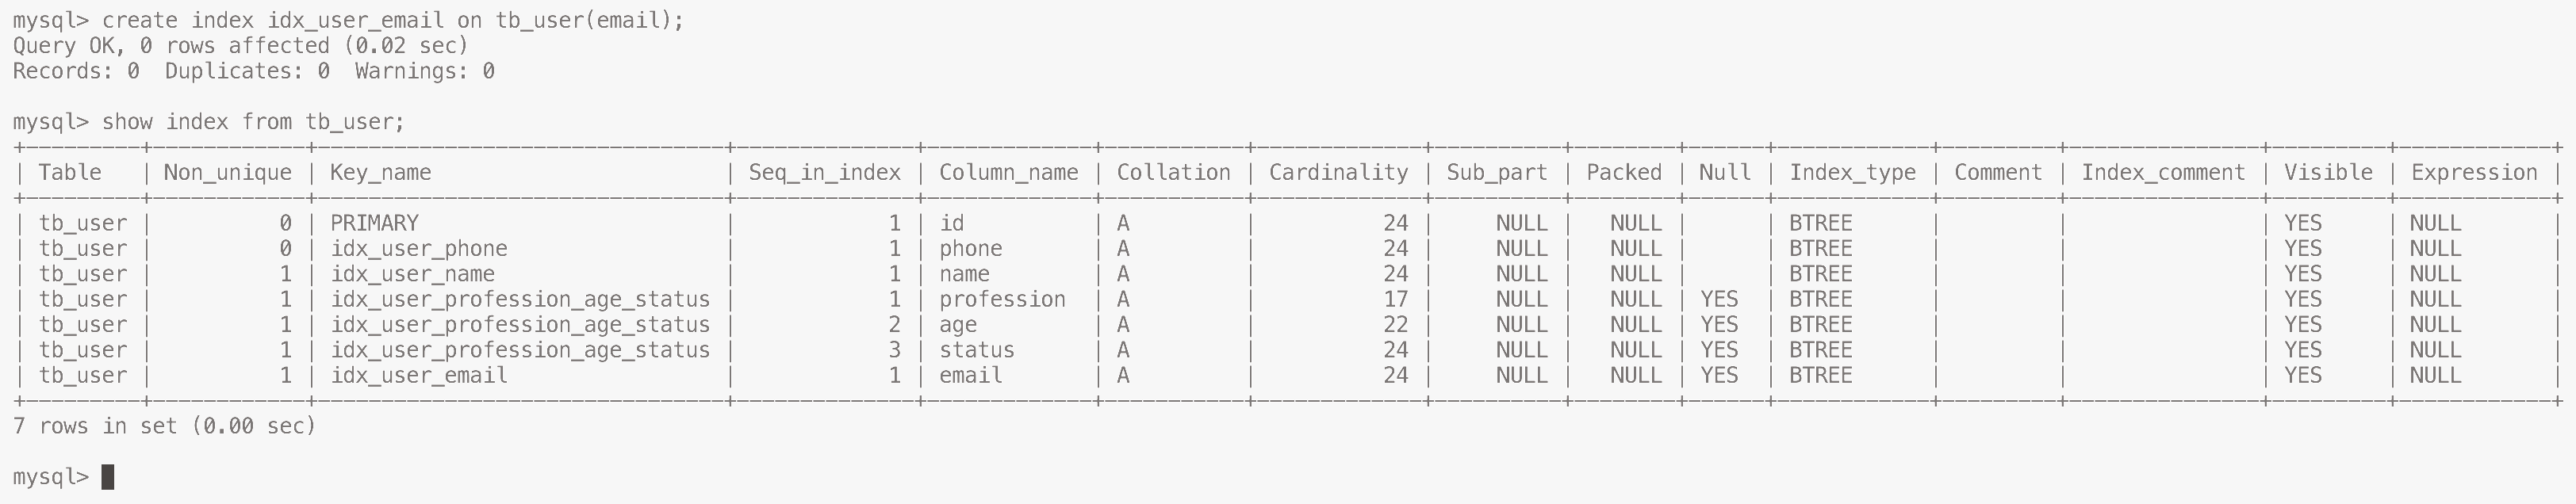 mysql> create index idx_user_email on tb_user(email);
Query OK, 0 rows affected (0.02 sec)
Records: 0  Duplicates: 0  Warnings: 0

mysql> show index from tb_user;
+---------+------------+--------------------------------+--------------+-------------+-----------+-------------+----------+--------+------+------------+---------+---------------+---------+------------+
| Table   | Non_unique | Key_name                       | Seq_in_index | Column_name | Collation | Cardinality | Sub_part | Packed | Null | Index_type | Comment | Index_comment | Visible | Expression |
+---------+------------+--------------------------------+--------------+-------------+-----------+-------------+----------+--------+------+------------+---------+---------------+---------+------------+
| tb_user |          0 | PRIMARY                        |            1 | id          | A         |          24 |     NULL |   NULL |      | BTREE      |         |               | YES     | NULL       |
| tb_user |          0 | idx_user_phone                 |            1 | phone       | A         |          24 |     NULL |   NULL |      | BTREE      |         |               | YES     | NULL       |
| tb_user |          1 | idx_user_name                  |            1 | name        | A         |          24 |     NULL |   NULL |      | BTREE      |         |               | YES     | NULL       |
| tb_user |          1 | idx_user_profession_age_status |            1 | profession  | A         |          17 |     NULL |   NULL | YES  | BTREE      |         |               | YES     | NULL       |
| tb_user |          1 | idx_user_profession_age_status |            2 | age         | A         |          22 |     NULL |   NULL | YES  | BTREE      |         |               | YES     | NULL       |
| tb_user |          1 | idx_user_profession_age_status |            3 | status      | A         |          24 |     NULL |   NULL | YES  | BTREE      |         |               | YES     | NULL       |
| tb_user |          1 | idx_user_email                 |            1 | email       | A         |          24 |     NULL |   NULL | YES  | BTREE      |         |               | YES     | NULL       |
+---------+------------+--------------------------------+--------------+-------------+-----------+-------------+----------+--------+------+------------+---------+---------------+---------+------------+
7 rows in set (0.00 sec)

mysql>